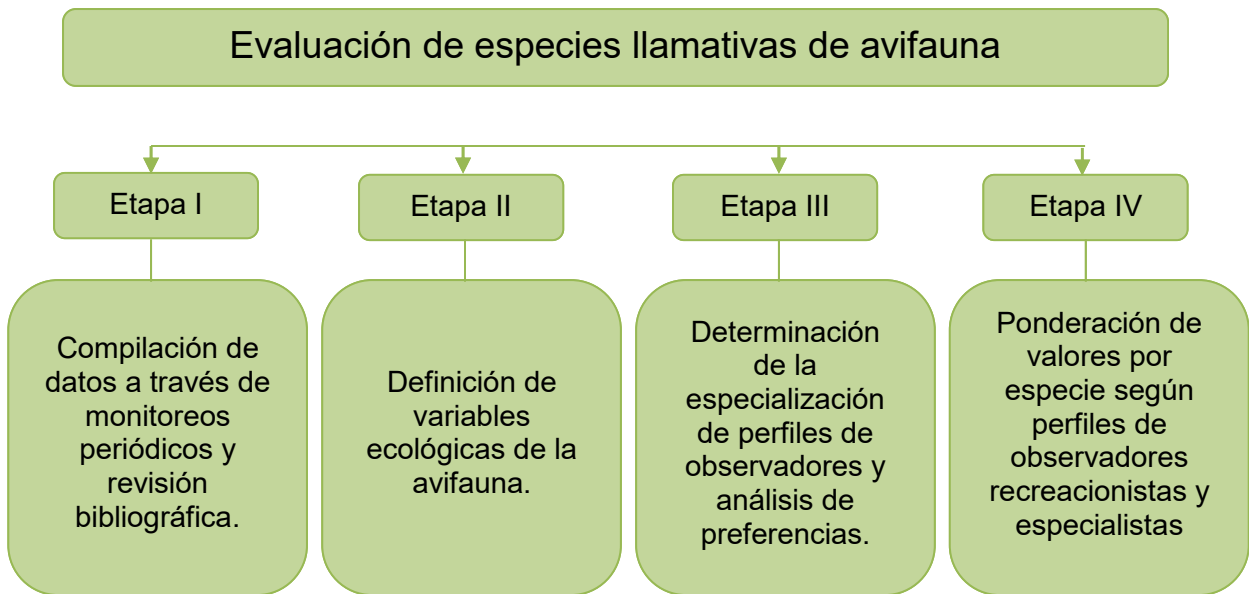 Evaluación de especies llamativas de avifauna
Etapa I
Etapa II
Etapa III
Etapa IV
Compilación de
datos a través de
monitoreos
periódicos y
revisión
bibliográfica.
Definición de
variables
ecológicas de la
avifauna.
Determinación
de la
especialización
de perfiles de
observadores y
análisis de
preferencias.
Ponderación de
valores por
especie según
perfiles de
observadores
recreacionistas y
especialistas